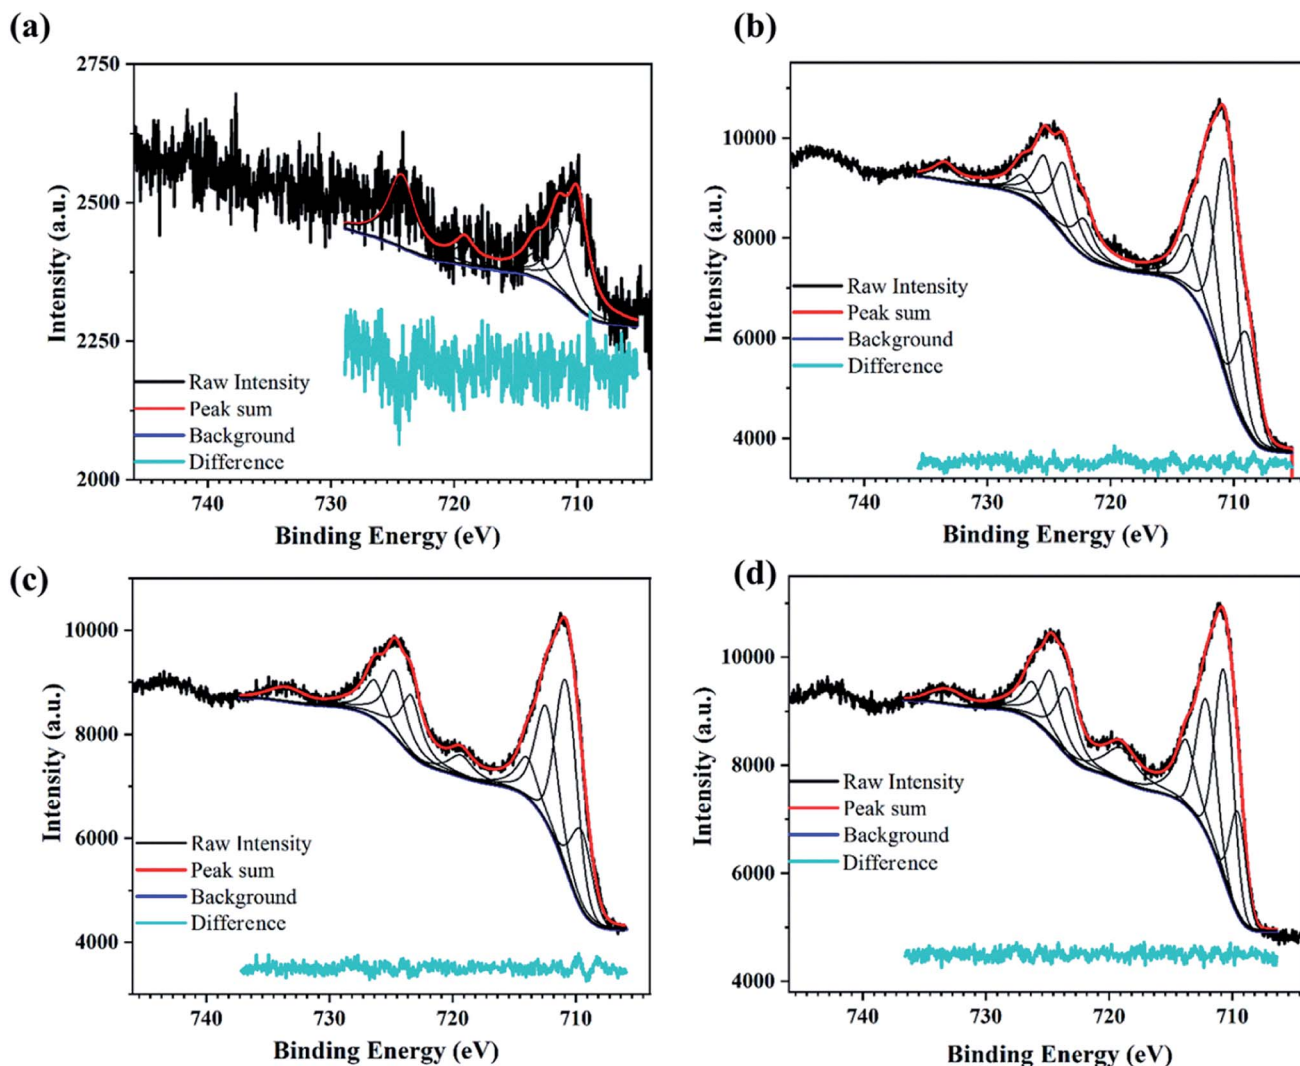 (a)
2750
2500
2250
2000
Intensity (a.u.)
Raw Intensity
Peak sum
Background
Difference
740
730
720
710
Binding Energy (eV)
(b)
10000
8000
6000
4000
Intensity (a.u.)
Raw Intensity
Peak sum
Background
Difference
740
730
720
710
Binding Energy (eV)
(c)
10000
8000
6000
4000
Intensity (a.u.)
Raw Intensity
Peak sum
Background
Difference
740
730
720
710
Binding Energy (eV)
(d)
10000
8000
6000
4000
Intensity (a.u.)
Raw Intensity
Peak sum
Background
Difference
740
730
720
710
Binding Energy (eV)